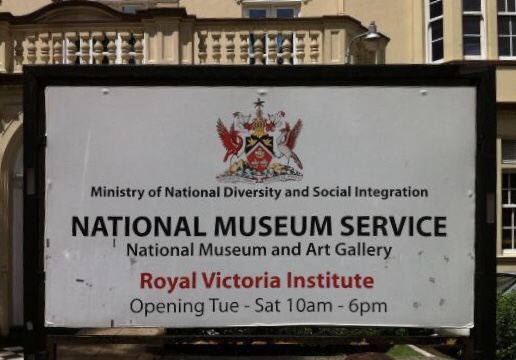 Ministry of National Diversity and Social Integration
NATIONAL MUSEUM SERVICE
National Museum and Art Gallery
Royal Victoria Institute
Opening Tue - Sat 10am - 6pm